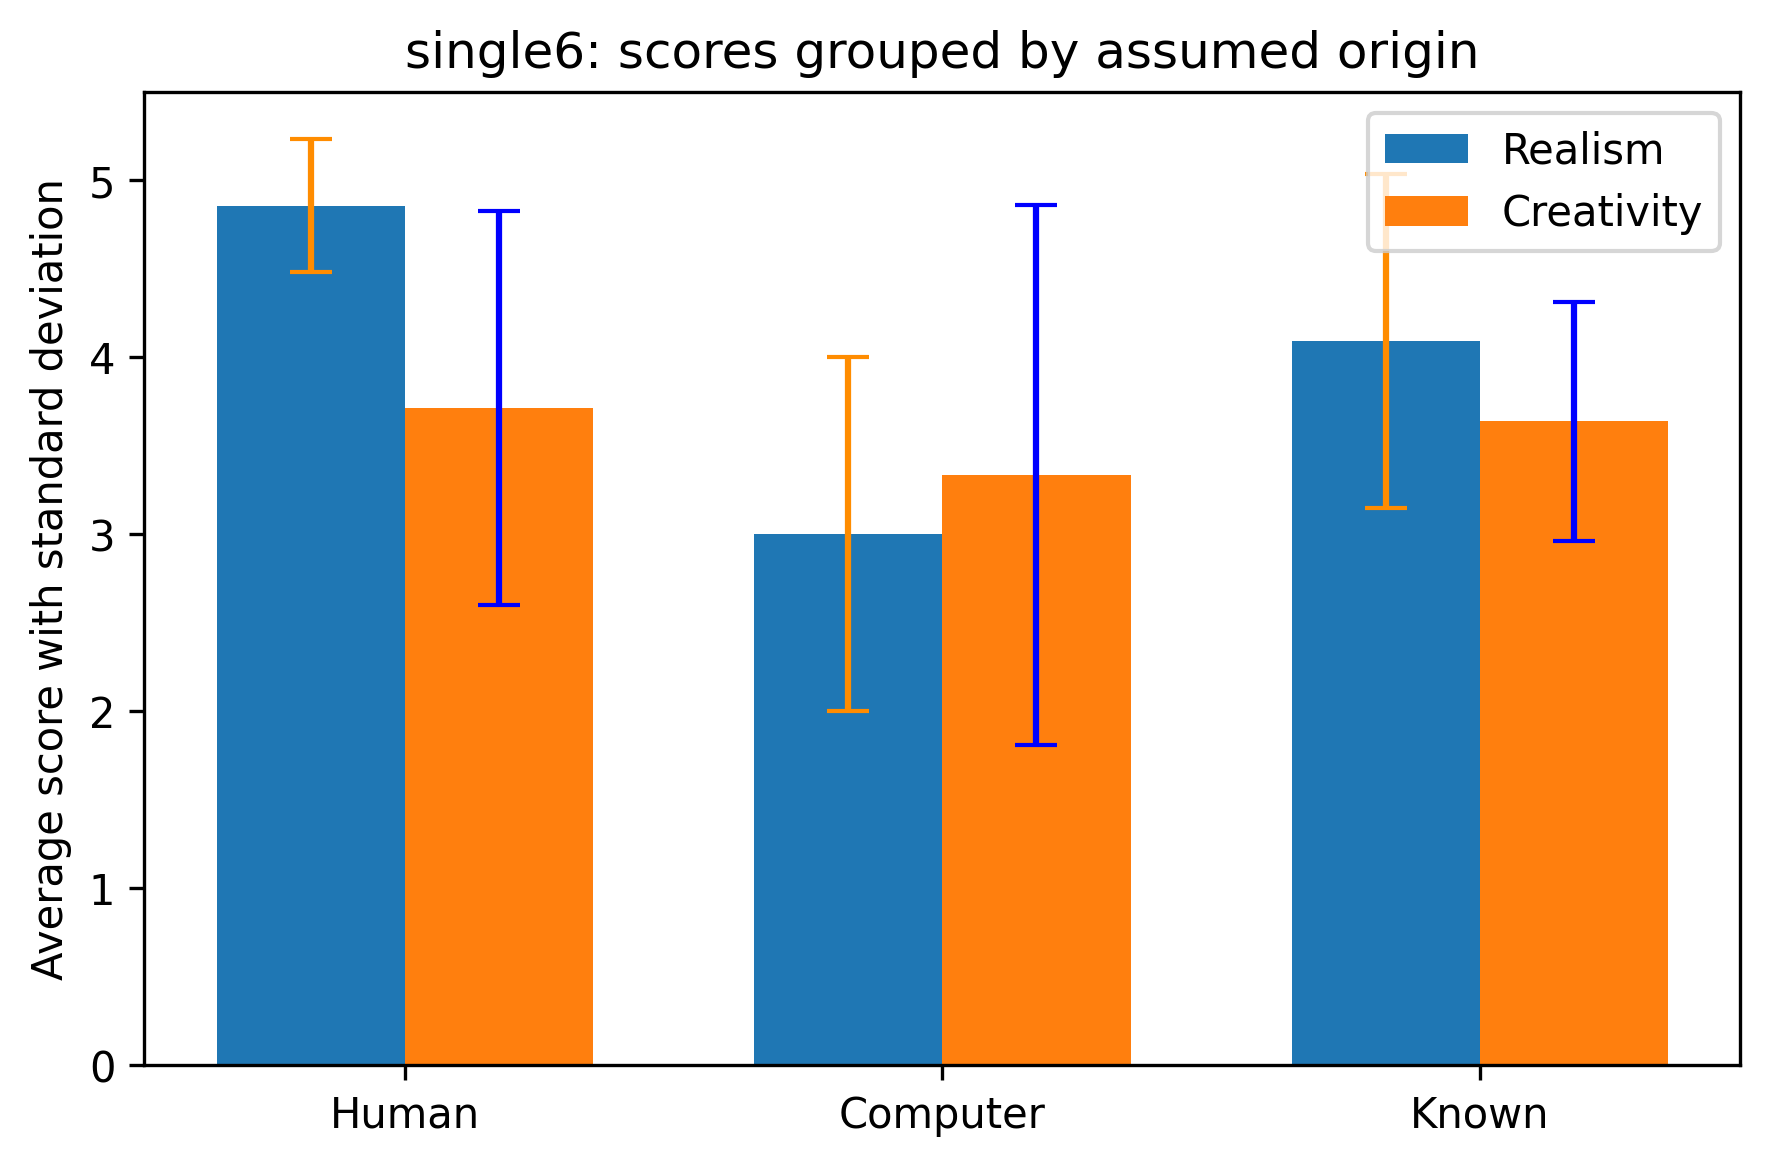 single6: scores grouped by assumed origin
Average score with standard deviation
5
4
3
2
1
0
Realism
Creativity
Human
Computer
Known